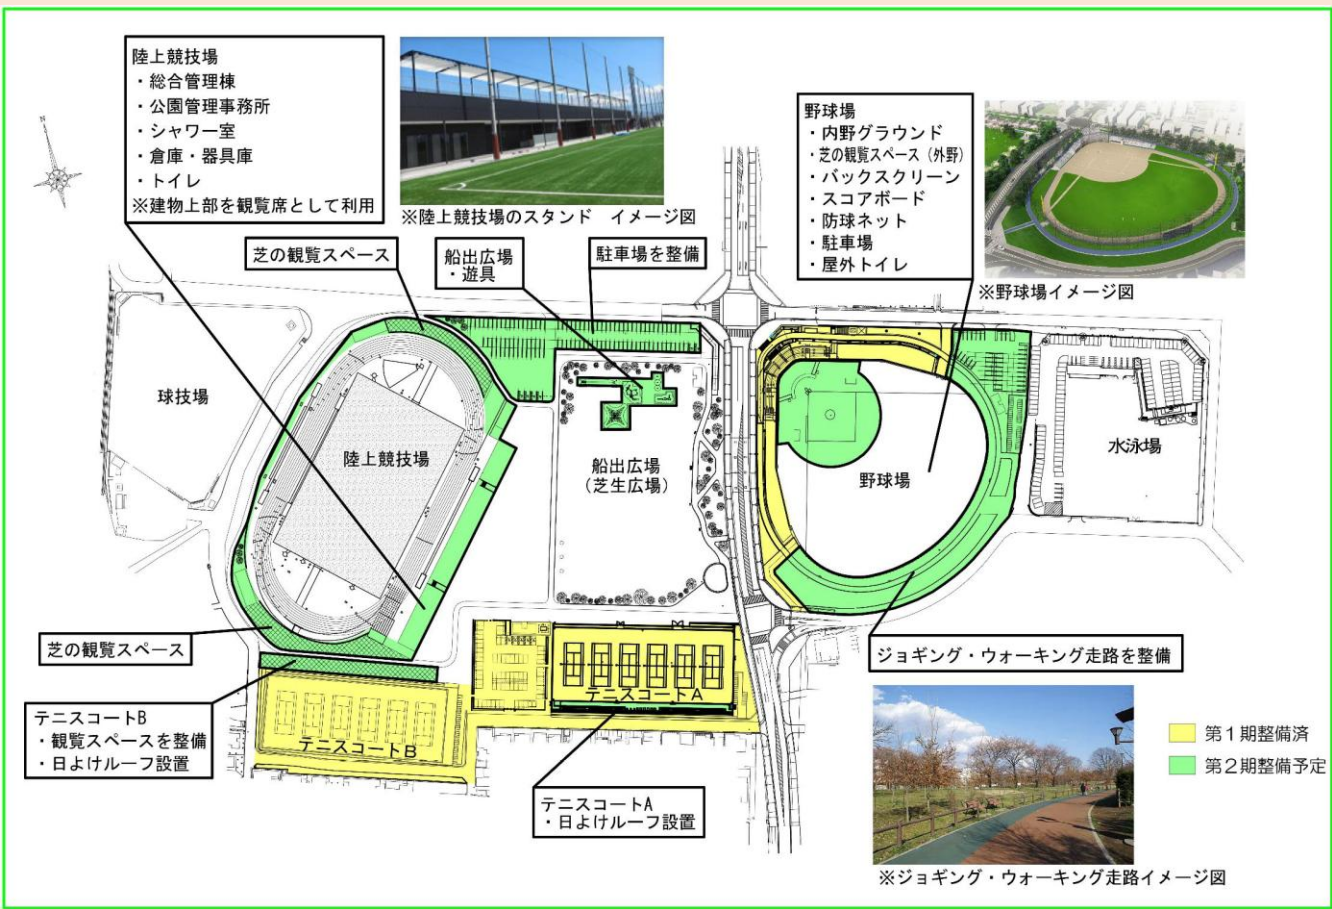 陸上競技場
・総合管理棟
・公園管理事務所
・シャワー室
・倉庫・器具庫
・トイレ
※建物上部を観覧席として利用
※陸上競技場のスタンド　イメージ図
野球場
・内野グラウンド
・芝の観覧スペース（外野）
・バックスクリーン
・スコアボード
・防球ネット
・駐車場
・屋外トイレ
※野球場イメージ図
N
芝の観覧スペース
船出広場
・遊具
駐車場を整備
球技場
陸上競技場
船出広場
（芝生広場）
野球場
水泳場
芝の観覧スペース
ジョギング・ウォーキング走路を整備
テニスコートA
テニスコートB
テニスコートB
・観覧スペースを整備
・日よけルーフ設置
テニスコートA
・日よけルーフ設置
第1期整備済
第2期整備予定
※ジョギング・ウォーキング走路イメージ図